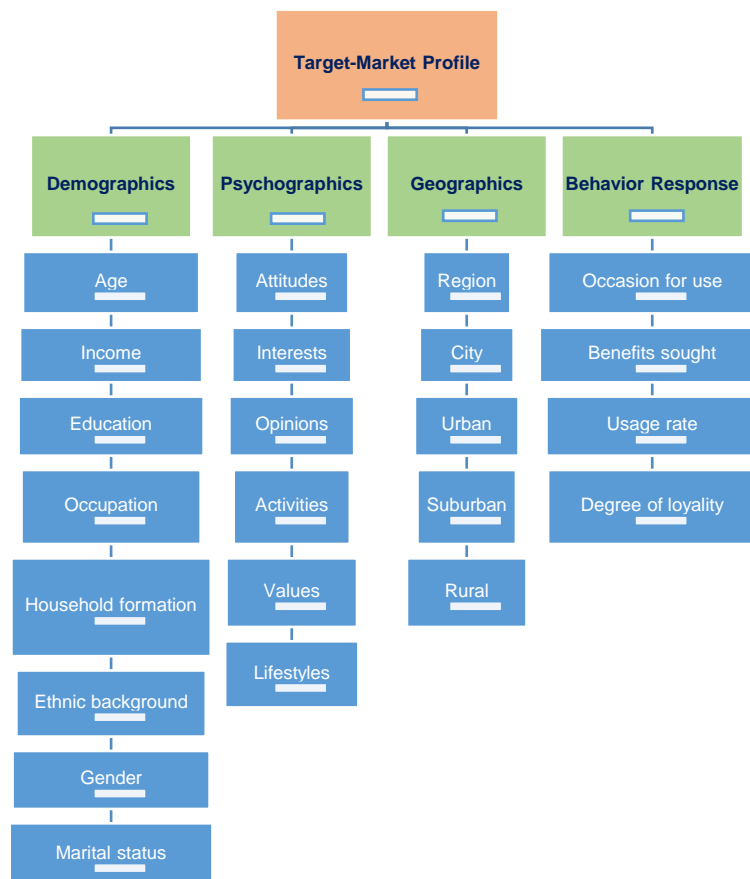 Target-Market Profile
Demographics
Age
Income
Education
Occupation
Household formation
Ethnic background
Gender
Marital status
Psychographics
Attitudes
Interests
Opinions
Activities
Values
Lifestyles
Geographics
Region
City
Urban
Suburban
Rural
Behavior Response
Occasion for use
Benefits sought
Usage rate
Degree of loyality